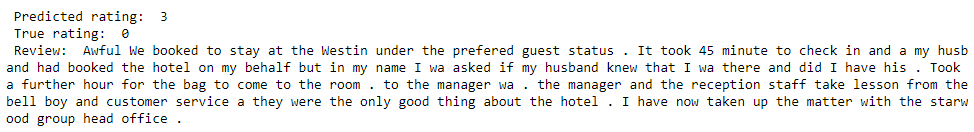 Predicted rating:  3
True rating:  0
Review:  Awful We booked to stay at the Westin under the prefered guest status . It took 45 minute to check in and a my husb
and had booked the hotel on my behalf but in my name I wa asked if my husband knew that I wa there and did I have his . Took
a further hour for the bag to come to the room . to the manager wa . the manager and the reception staff take lesson from the
bell boy and customer service a they were the only good thing about the hotel . I have now taken up the matter with the starw
ood group head office .